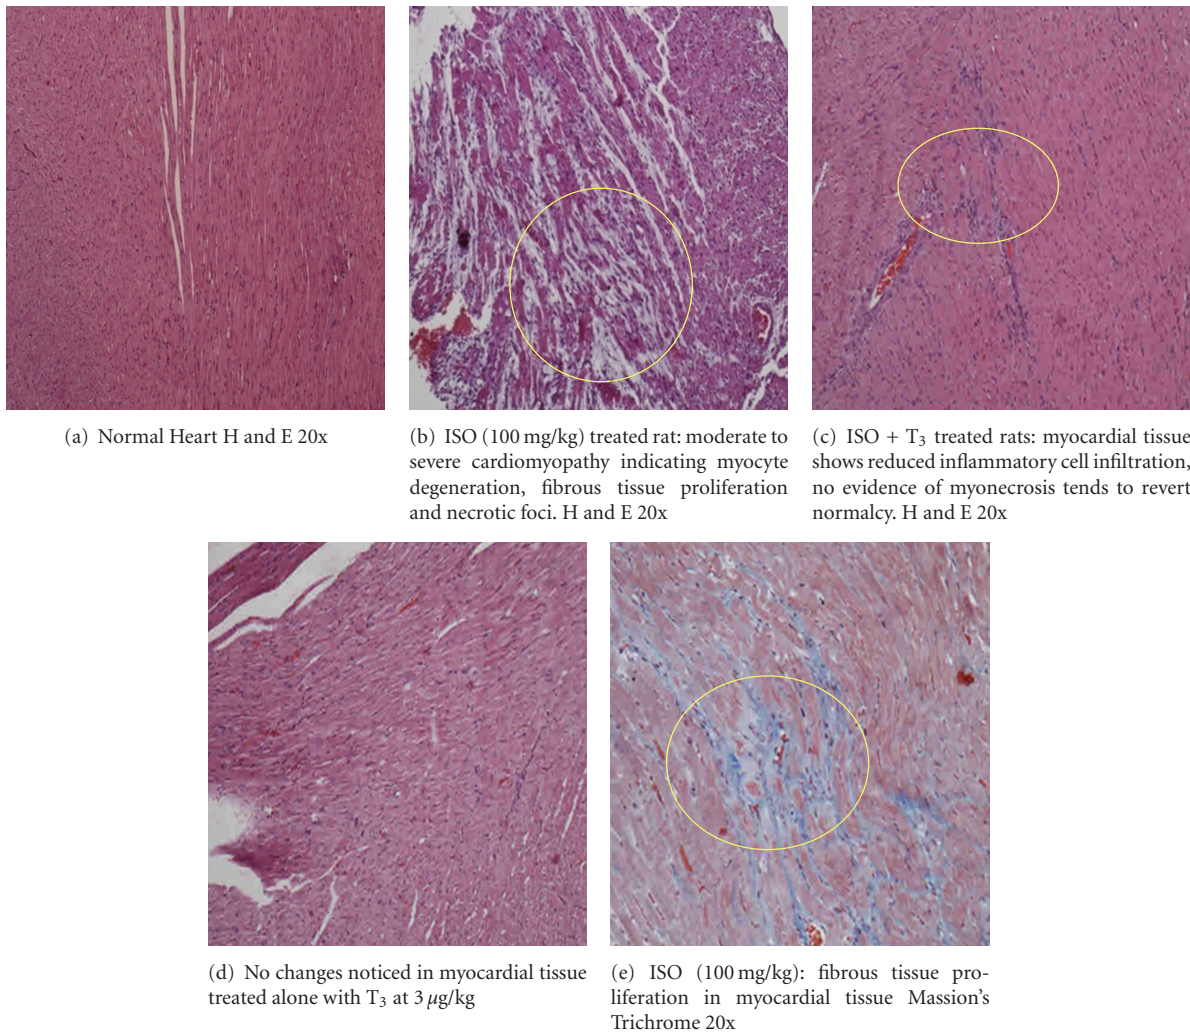 (a) Normal Heart H and E 20x
(b) ISO (100 mg/kg) treated rat: moderate to
severe cardiomyopathy indicating myocyte
degeneration, fibrous tissue proliferation
and necrotic foci. H and E 20x
(c) ISO + T₃ treated rats: myocardial tissue
shows reduced inflammatory cell infiltration,
no evidence of myonecrosis tends to revert
normalcy. H and E 20x
(d) No changes noticed in myocardial tissue
treated alone with T₃ at 3 μg/kg
(e) ISO (100 mg/kg): fibrous tissue pro-
liferation in myocardial tissue Massion's
Trichrome 20x